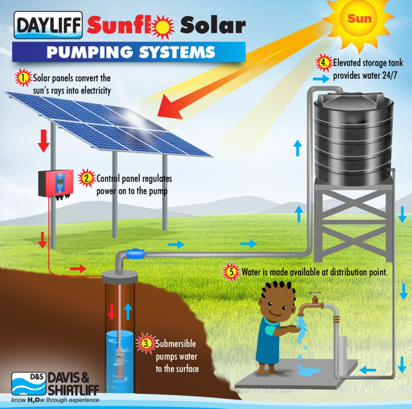 DAYLIFF Sunflo Solar
PUMPING SYSTEMS
Sun
1. Solar panels convert the
sun's rays into electricity
4. Elevated storage tank
provides water 24/7
2. Control panel regulates
power on to the pump
5. Water is made available at distribution point.
3. Submersible
pumps water
to the surface
D&S DAVIS &
SHIRTLIFF
know H2Ow through experience